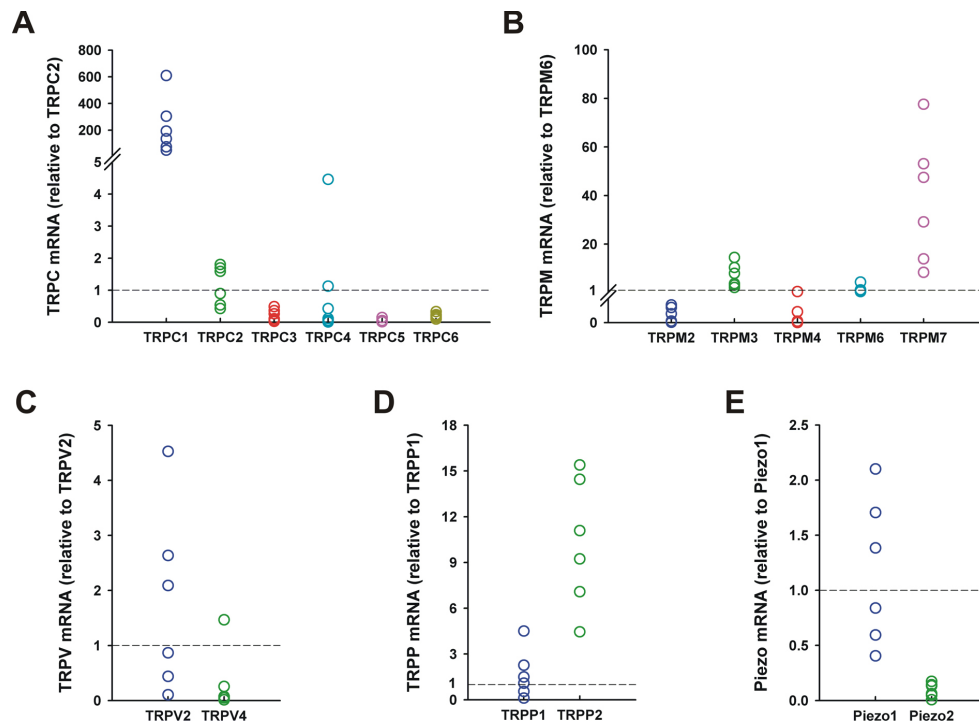 A
TRPC mRNA (relative to TRPC2)
800
600
400
200
5
4
3
2
1
0
TRPC1 TRPC2 TRPC3 TRPC4 TRPC5 TRPC6
B
TRPM mRNA (relative to TRPM6)
100
80
60
40
20
1
0
TRPM2 TRPM3 TRPM4 TRPM6 TRPM7
C
TRPV mRNA (relative to TRPV2)
5
4
3
2
1
0
TRPV2 TRPV4
D
TRPP mRNA (relative to TRPP1)
18
15
12
9
6
3
1
0
TRPP1 TRPP2
E
Piezo mRNA (relative to Piezo1)
2.5
2.0
1.5
1.0
0.5
0.0
Piezo1 Piezo2